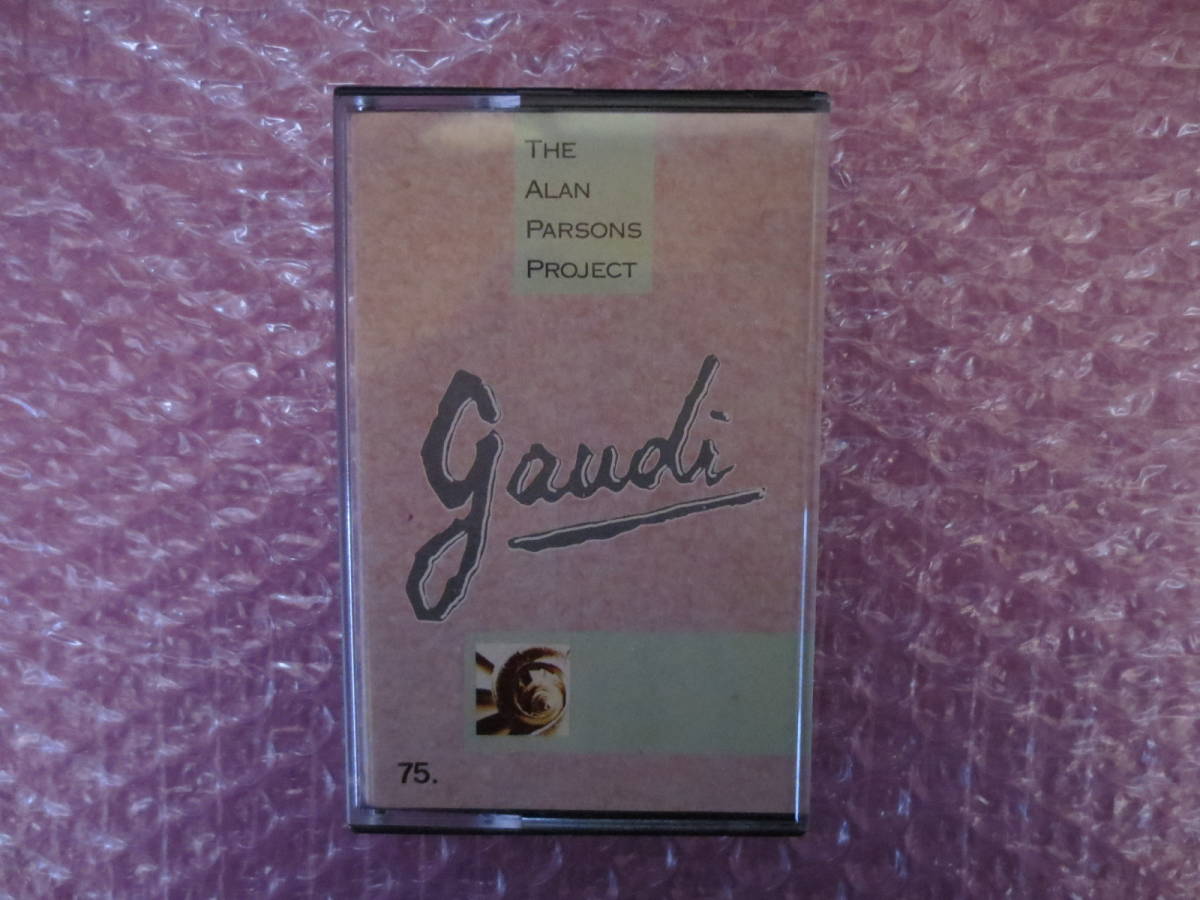 THE
ALAN
PARSONS
PROJECT
gaudi
75.